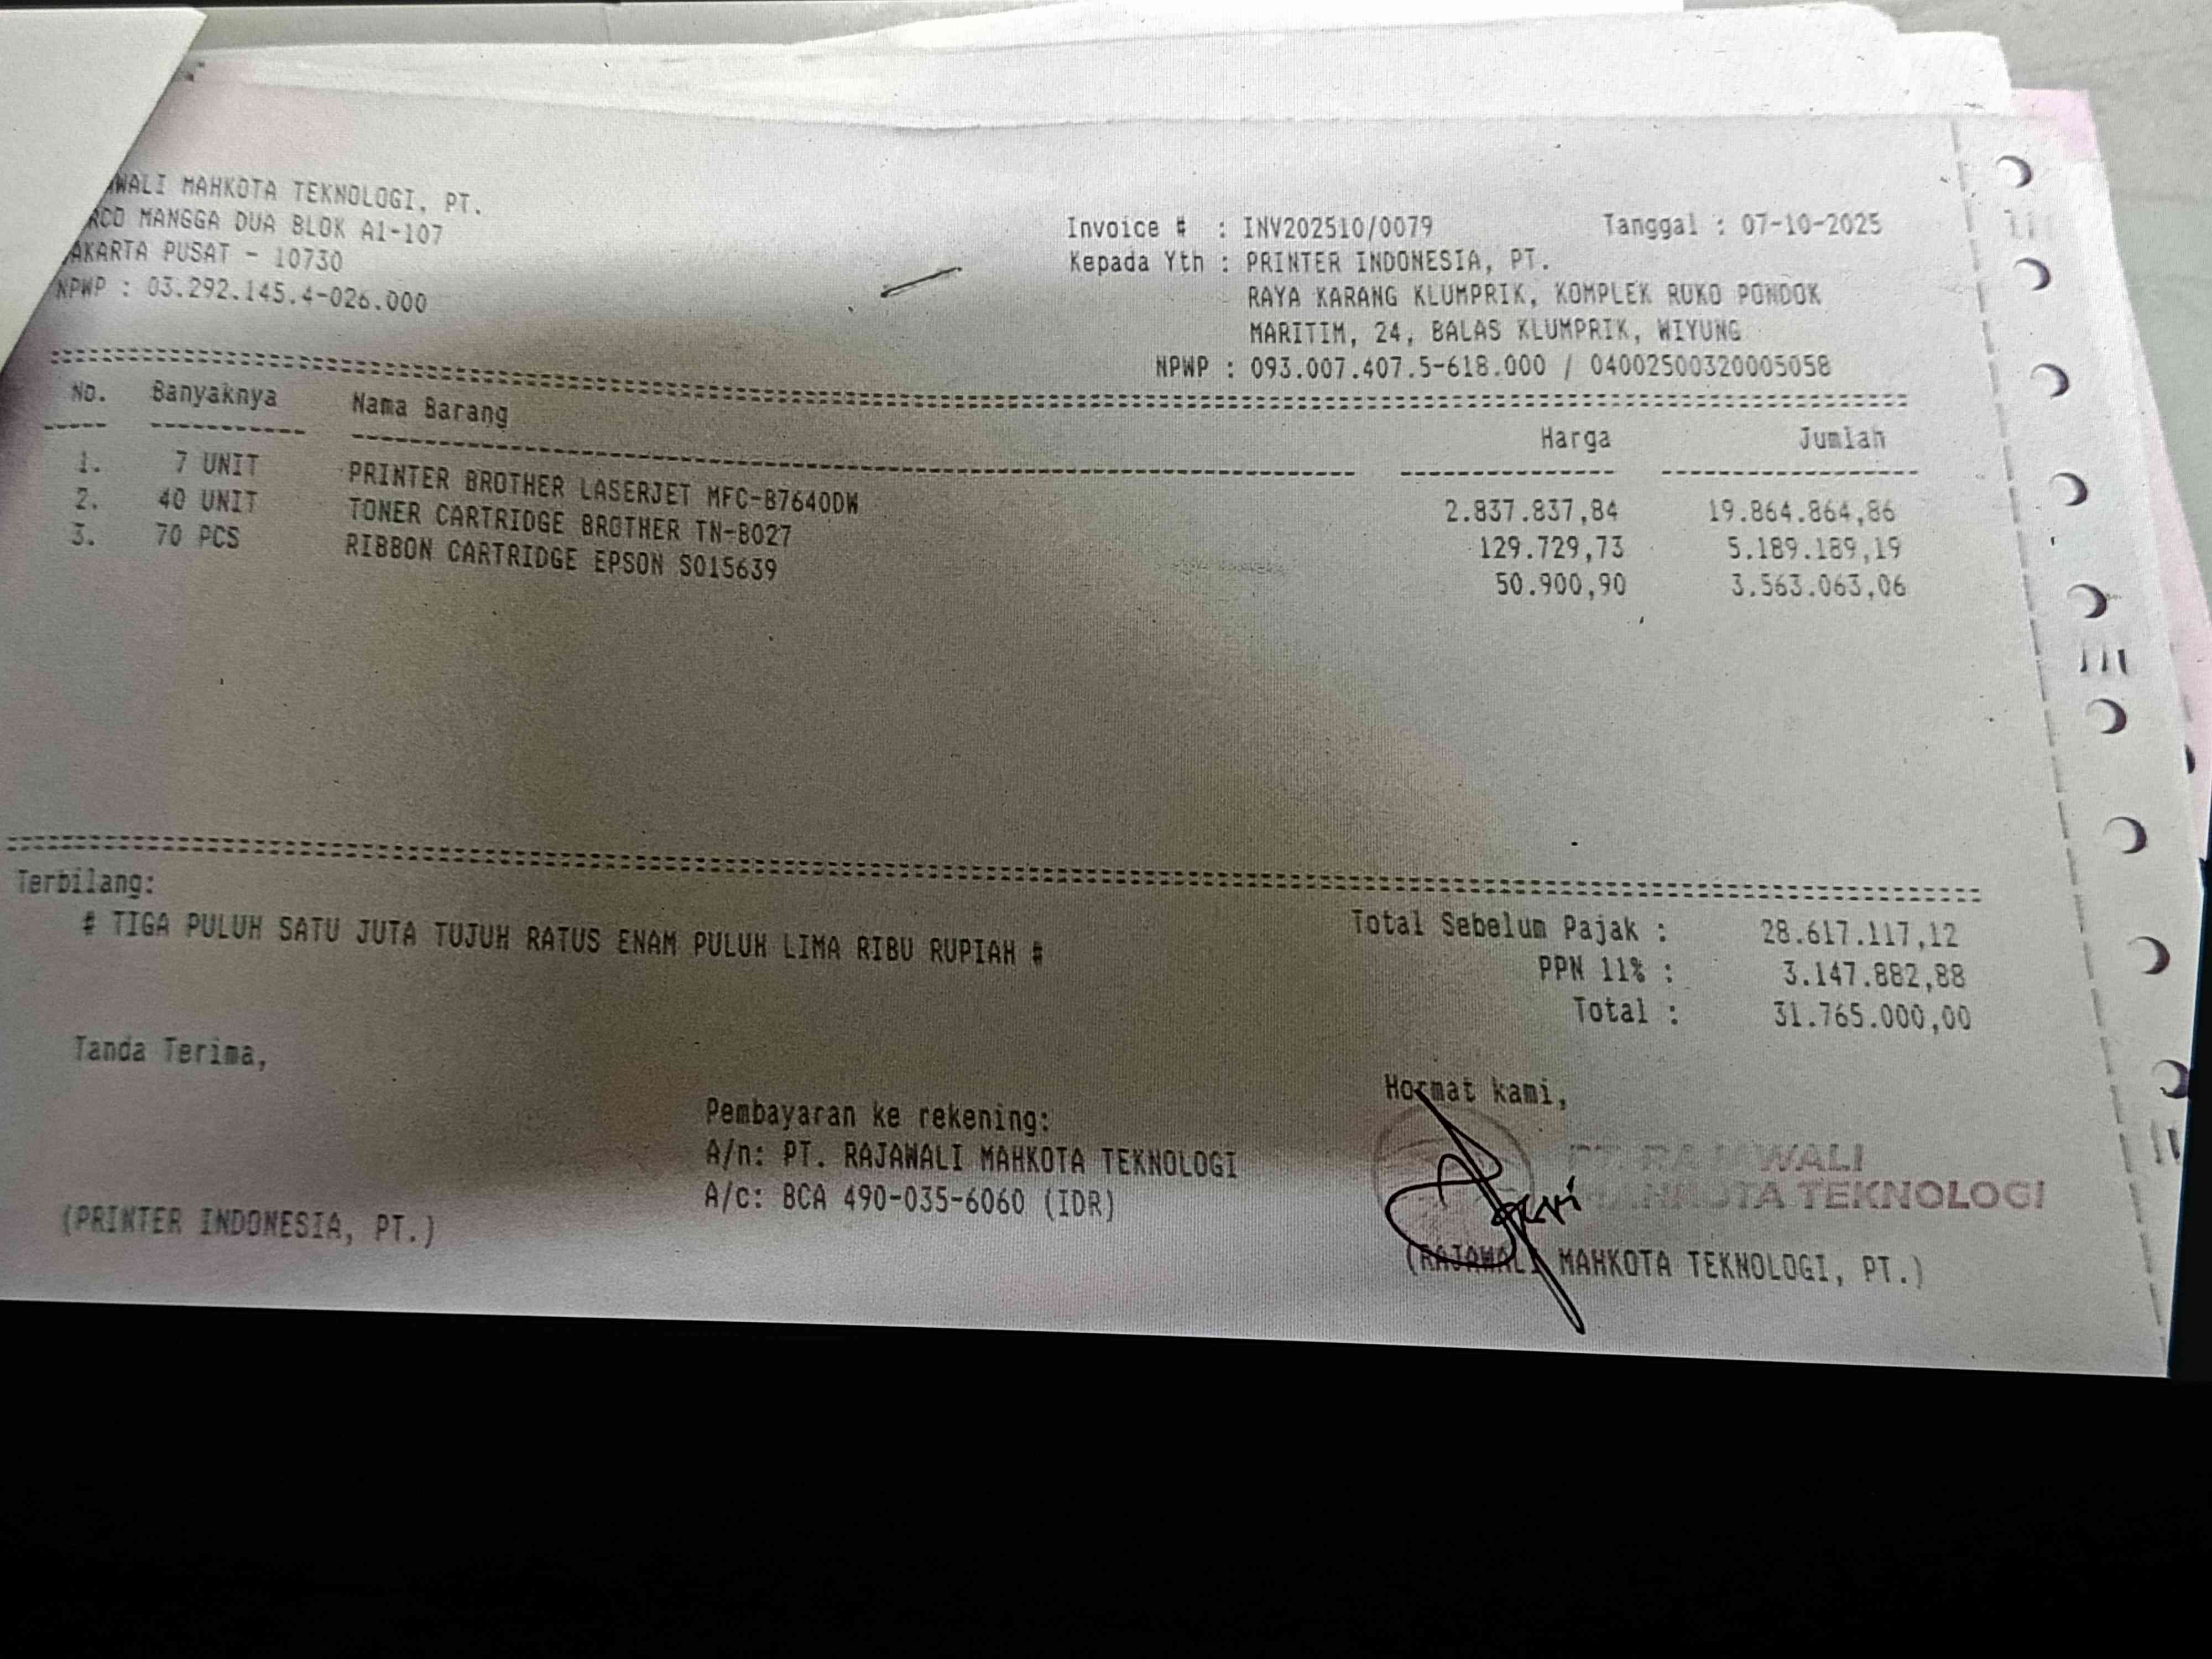 WALI MAHKOTA TEKNOLOGI, PT.
RCO MANGGA DUA BLOK A1-107
AKARTA PUSAT - 10730
NPWP : 03.292.145.4-026.000
Invoice # : INV202510/0079 Tanggal : 07-10-2025
Kepada Yth : PRINTER INDONESIA, PT.
RAYA KARANG KLUMPRIK, KOMPLEK RUKO PONDOK
MARITIM, 24, BALAS KLUMPRIK, WIYUNG
NPWP : 093.007.407.5-618.000 / 04002500320005058
No. Banyaknya Nama Barang Harga Jumlah
1. 7 UNIT PRINTER BROTHER LASERJET MFC-B7640DW 2.837.837,84 19.864.864,86
2. 40 UNIT TONER CARTRIDGE BROTHER TN-B027 129.729,73 5.189.189,19
3. 70 PCS RIBBON CARTRIDGE EPSON S015639 50.900,90 3.563.063,06
Terbilang:
# TIGA PULUH SATU JUTA TUJUH RATUS ENAM PULUH LIMA RIBU RUPIAH #
Total Sebelum Pajak : 28.617.117,12
PPN 11% : 3.147.882,88
Total : 31.765.000,00
Tanda Terima,
(PRINTER INDONESIA, PT.)
Pembayaran ke rekening:
A/n: PT. RAJAWALI MAHKOTA TEKNOLOGI
A/c: BCA 490-035-6060 (IDR)
Hormat kami,
PT. RAJAWALI
MAHKOTA TEKNOLOGI
(RAJAWALI MAHKOTA TEKNOLOGI, PT.)